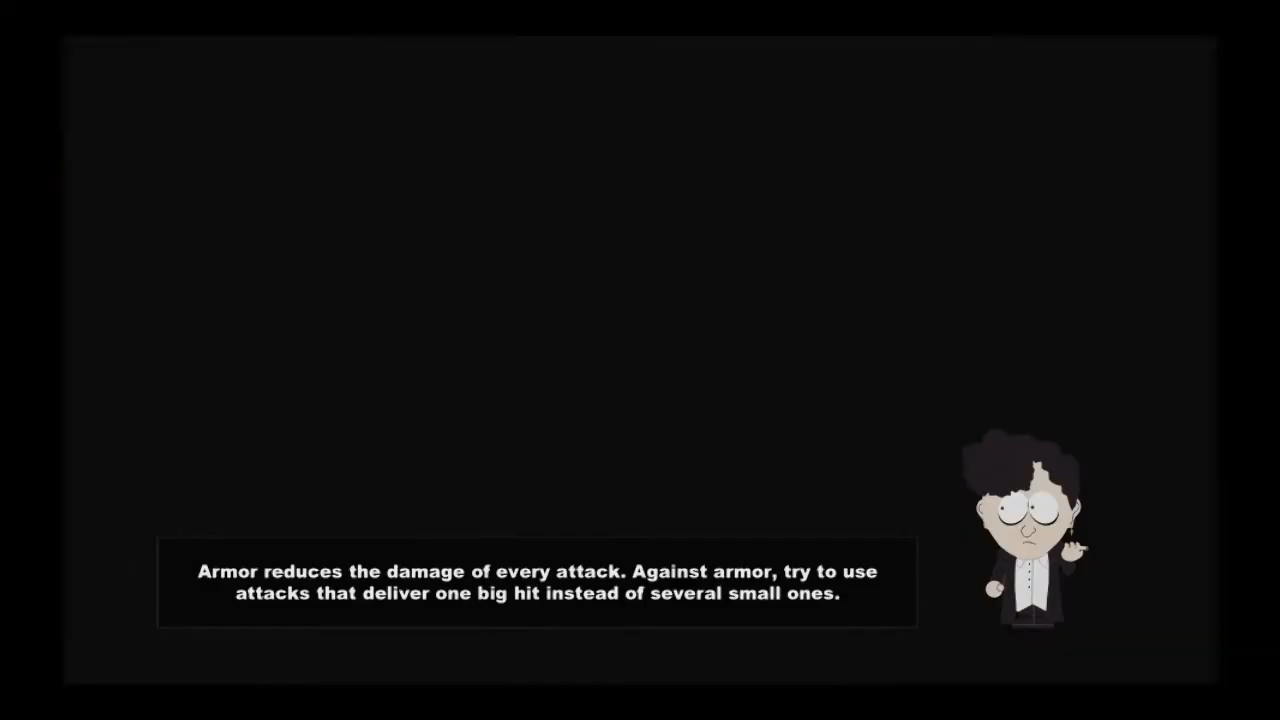 Armor reduces the damage of every attack. Against armor, try to use
attacks that deliver one big hit instead of several small ones.